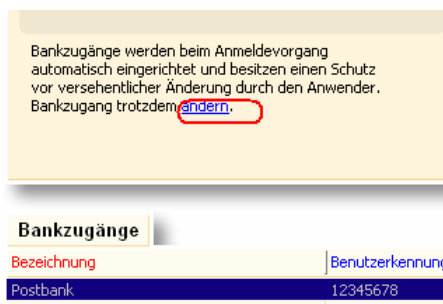 Bankzugänge werden beim Anmeldevorgang
automatisch eingerichtet und besitzen einen Schutz
vor versehentlicher Änderung durch den Anwender.
Bankzugang trotzdem ändern.
Bankzugänge
Bezeichnung Benutzerkennung
Postbank 12345678